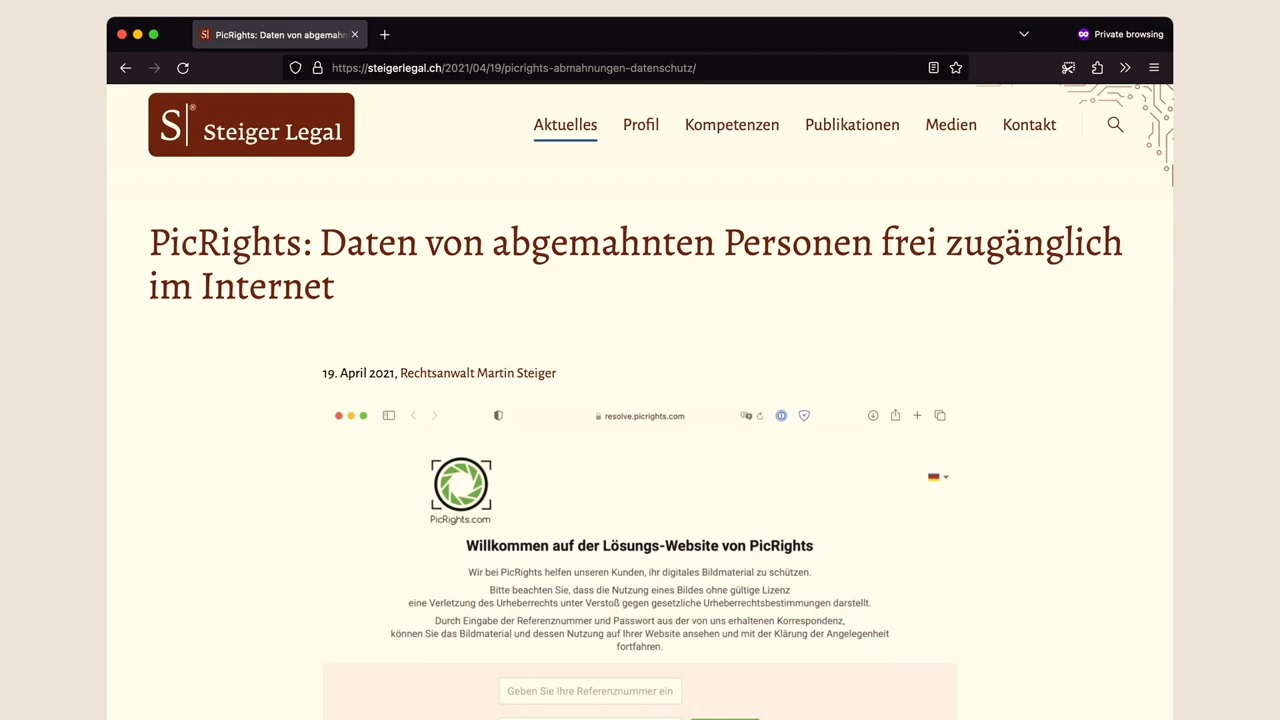 PicRights: Daten von abgemahn
Private browsing
https://steigerlegal.ch/2021/04/19/picrights-abmahnungen-datenschutz/
S|® Steiger Legal
Aktuelles Profil Kompetenzen Publikationen Medien Kontakt
PicRights: Daten von abgemahnten Personen frei zugänglich
im Internet
19. April 2021, Rechtsanwalt Martin Steiger
resolve.picrights.com
PicRights.com
Willkommen auf der Lösungs-Website von PicRights
Wir bei PicRights helfen unseren Kunden, ihr digitales Bildmaterial zu schützen.
Bitte beachten Sie, dass die Nutzung eines Bildes ohne gültige Lizenz
eine Verletzung des Urheberrechts unter Verstoß gegen gesetzliche Urheberrechtsbestimmungen darstellt.
Durch Eingabe der Referenznummer und Passwort aus der von uns erhaltenen Korrespondenz,
können Sie das Bildmaterial und dessen Nutzung auf Ihrer Website ansehen und mit der Klärung der Angelegenheit
fortfahren.
Geben Sie Ihre Referenznummer ein